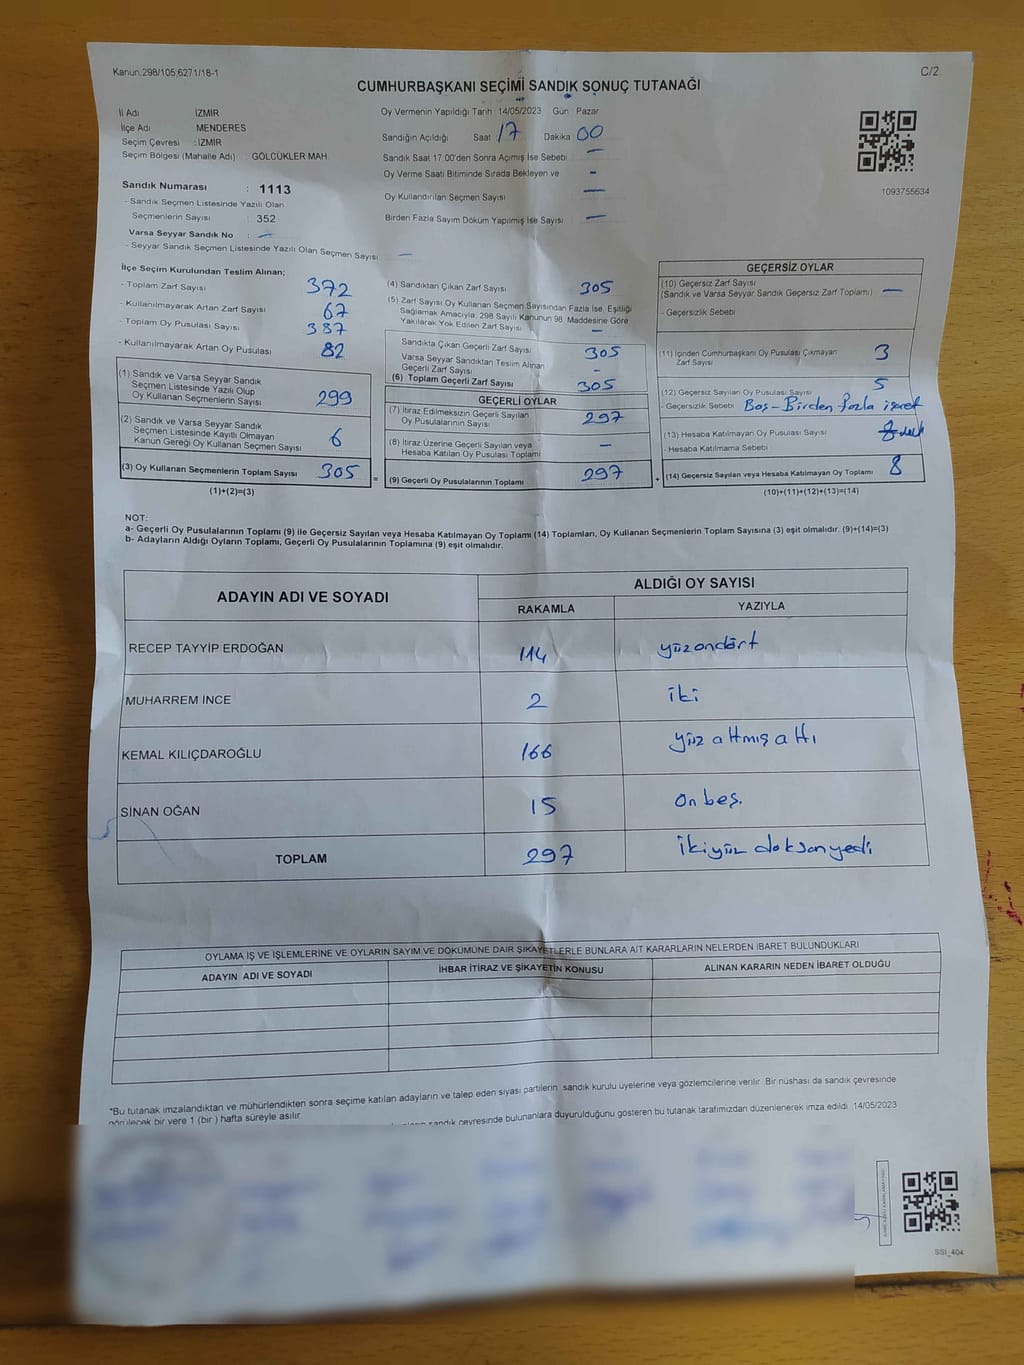 Kanun:298/105,6271/18-1
C/2
CUMHURBAŞKANI SEÇİMİ SANDIK SONUÇ TUTANAĞI
İl Adı İZMİR
İlçe Adı MENDERES
Seçim Çevresi : İZMİR
Seçim Bölgesi (Mahalle Adı) : GÖLCÜKLER MAH.
Sandık Numarası : 1113
- Sandık Seçmen Listesinde Yazılı Olan
Seçmenlerin Sayısı : 352
Varsa Seyyar Sandık No : —
- Seyyar Sandık Seçmen Listesinde Yazılı Olan Seçmen Sayısı : —
Oy Vermenin Yapıldığı Tarih 14/05/2023 Gün Pazar
Sandığın Açıldığı Saat 17 Dakika 00
Sandık Saat 17.00'den Sonra Açımış İse Sebebi —
Oy Verme Saati Bitiminde Sırada Bekleyen ve -
Oy Kullandırılan Seçmen Sayısı —
Birden Fazla Sayım Döküm Yapılmış İse Sayısı —
1093755634
İlçe Seçim Kurulundan Teslim Alınan;
- Toplam Zarf Sayısı 372
- Kullanılmayarak Artan Zarf Sayısı 67
- Toplam Oy Pusulası Sayısı 387
- Kullanılmayarak Artan Oy Pusulası 82
(1) Sandık ve Varsa Seyyar Sandık
Seçmen Listesinde Yazılı Olup
Oy Kullanan Seçmenlerin Sayısı 299
(2) Sandık ve Varsa Seyyar Sandık
Seçmen Listesinde Kayıtlı Olmayan
Kanun Gereği Oy Kullanan Seçmen Sayısı 6
(3) Oy Kullanan Seçmenlerin Toplam Sayısı 305
(1)+(2)=(3)
(4) Sandıktan Çıkan Zarf Sayısı 305
(5) Zarf Sayısı Oy Kullanan Seçmen Sayısından Fazla İse, Eşitliği
Sağlamak Amacıyla, 298 Sayılı Kanunun 98. Maddesine Göre
Yakılarak Yok Edilen Zarf Sayısı —
Sandıkta Çıkan Geçerli Zarf Sayısı 305
Varsa Seyyar Sandıktan Teslim Alınan
Geçerli Zarf Sayısı -
(6) Toplam Geçerli Zarf Sayısı 305
GEÇERLİ OYLAR
(7) İtiraz Edilmeksizin Geçerli Sayılan
Oy Pusulasının Sayısı 297
(8) İtiraz Üzerine Geçerli Sayılan veya
Hesaba Katılan Oy Pusulası Toplamı —
= (9) Geçerli Oy Pusulalarının Toplamı 297
GEÇERSİZ OYLAR
(10) Geçersiz Zarf Sayısı
(Sandık ve Varsa Seyyar Sandık Geçersiz Zarf Toplamı) —
- Geçersizlik Sebebi
(11) İçinden Cumhurbaşkanı Oy Pusulası Çıkmayan
Zarf Sayısı 3
(12) Geçersiz Sayılan Oy Pusulası Sayısı 5
- Geçersizlik Sebebi Boş - Birden fazla işaret
(13) Hesaba Katılmayan Oy Pusulası Sayısı
- Hesaba Katılmama Sebebi
+ (14) Geçersiz Sayılan veya Hesaba Katılmayan Oy Toplamı 8
(10)+(11)+(12)+(13)=(14)
NOT:
a- Geçerli Oy Pusulalarının Toplamı (9) ile Geçersiz Sayılan veya Hesaba Katılmayan Oy Toplamı (14) Toplamları, Oy Kullanan Seçmenlerin Toplam Sayısına (3) eşit olmalıdır. (9)+(14)=(3)
b- Adayların Aldığı Oyların Toplamı, Geçerli Oy Pusulalarının Toplamına (9) eşit olmalıdır.
ADAYIN ADI VE SOYADI ALDIĞI OY SAYISI
RAKAMLA YAZIYLA
RECEP TAYYİP ERDOĞAN 114 yüzondört
MUHARREM İNCE 2 iki
KEMAL KILIÇDAROĞLU 166 yüz altmış altı
SİNAN OĞAN 15 on beş.
TOPLAM 297 ikiyüz doksanyedi
OYLAMA İŞ VE İŞLEMLERİNE VE OYLARIN SAYIM VE DÖKÜMÜNE DAİR ŞİKAYETLERLE BUNLARA AİT KARARLARIN NELERDEN İBARET BULUNDUKLARI
ADAYIN ADI VE SOYADI İHBAR İTİRAZ VE ŞİKAYETİN KONUSU ALINAN KARARIN NEDEN İBARET OLDUĞU
*Bu tutanak imzalandıktan ve mühürlendikten sonra seçime katılan adayların ve talep eden siyasi partilerin sandık kurulu üyelerine veya gözlemcilerine verilir. Bir nüshası da sandık çevresinde
görülecek bir yere 1 (bir) hafta süreyle asılır.
sandık çevresinde bulunanlara duyurulduğunu gösteren bu tutanak tarafımızdan düzenlenerek imza edildi. 14/05/2023
SSI_404